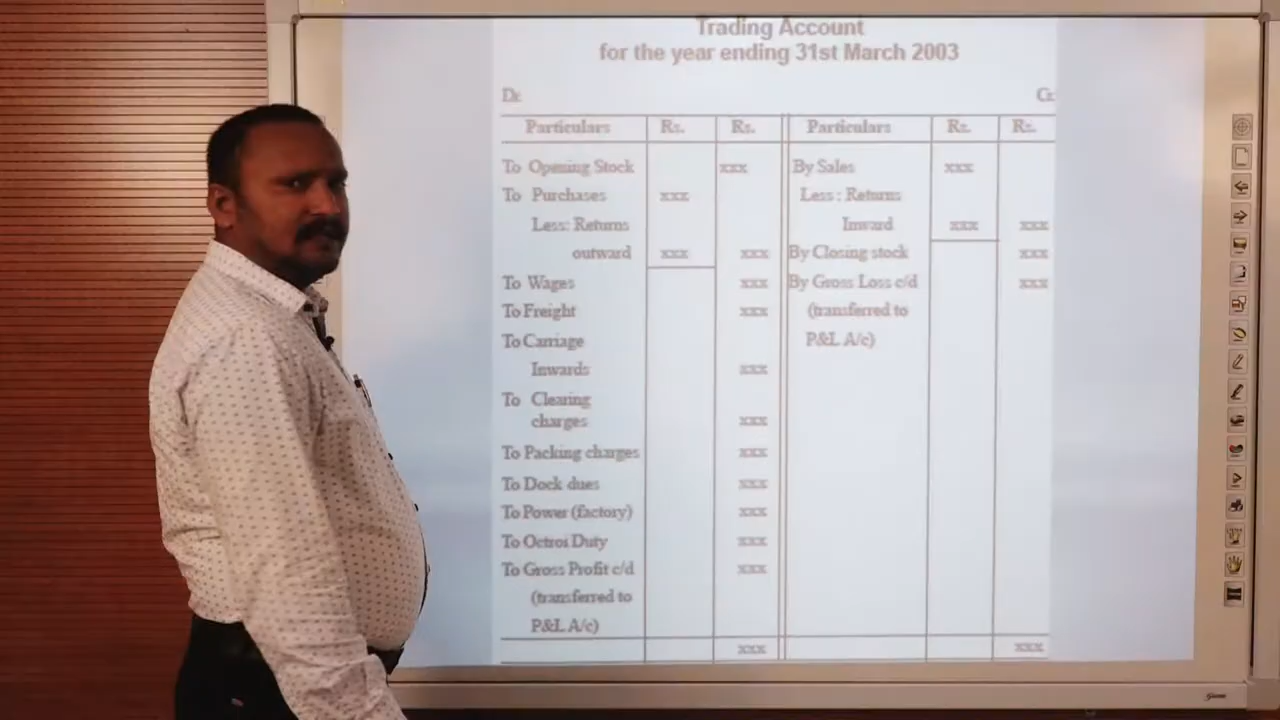 Trading Account
for the year ending 31st March 2003
Dr. Cr.
Particulars Rs. Rs. Particulars Rs. Rs.
To Opening Stock xxx By Sales xxx
To Purchases xxx Less : Returns
Less: Returns Inward xxx xxx
outward xxx xxx By Closing stock xxx
To Wages xxx By Gross Loss c/d xxx
To Freight xxx (transferred to
To Carriage P&L A/c)
Inwards xxx
To Clearing
charges xxx
To Packing charges xxx
To Dock dues xxx
To Power (factory) xxx
To Octroi Duty xxx
To Gross Profit c/d xxx
(transferred to
P&L A/c)
xxx xxx